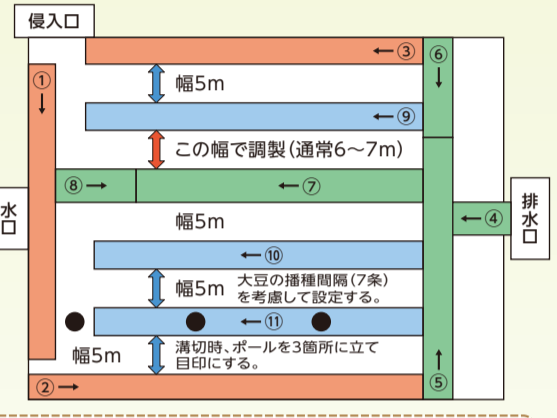 侵入口
① ↓
← ③
⑥ ↓
幅5m
← ⑨
この幅で調製(通常6〜7m)
⑧ →
← ⑦
水口
← ④
排水口
幅5m
← ⑩
幅5m
大豆の播種間隔(7条)
を考慮して設定する。
← ⑪
幅5m
溝切時、ポールを3箇所に立て
目印にする。
② →
↑ ⑤